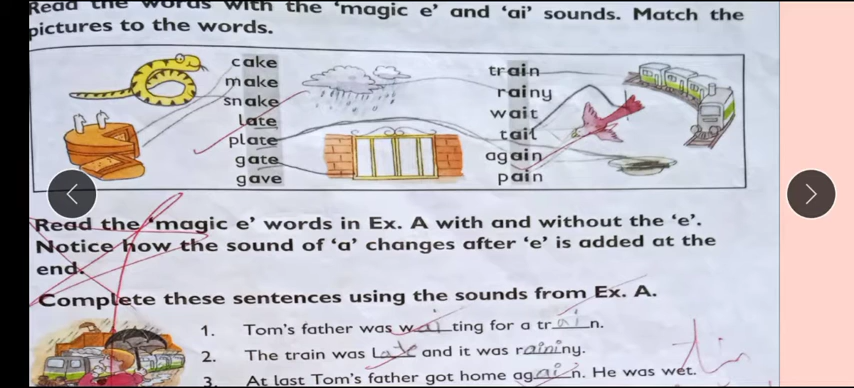 Read the words with the 'magic e' and 'ai' sounds. Match the
pictures to the words.
cake
make
snake
late
plate
gate
gave
train
rainy
wait
tail
again
pain
Read the 'magic e' words in Ex. A with and without the 'e'.
Notice how the sound of 'a' changes after 'e' is added at the
end.
Complete these sentences using the sounds from Ex. A.
1. Tom's father was waiting for a train.
2. The train was Late and it was raininy.
3. At last Tom's father got home again. He was wet.